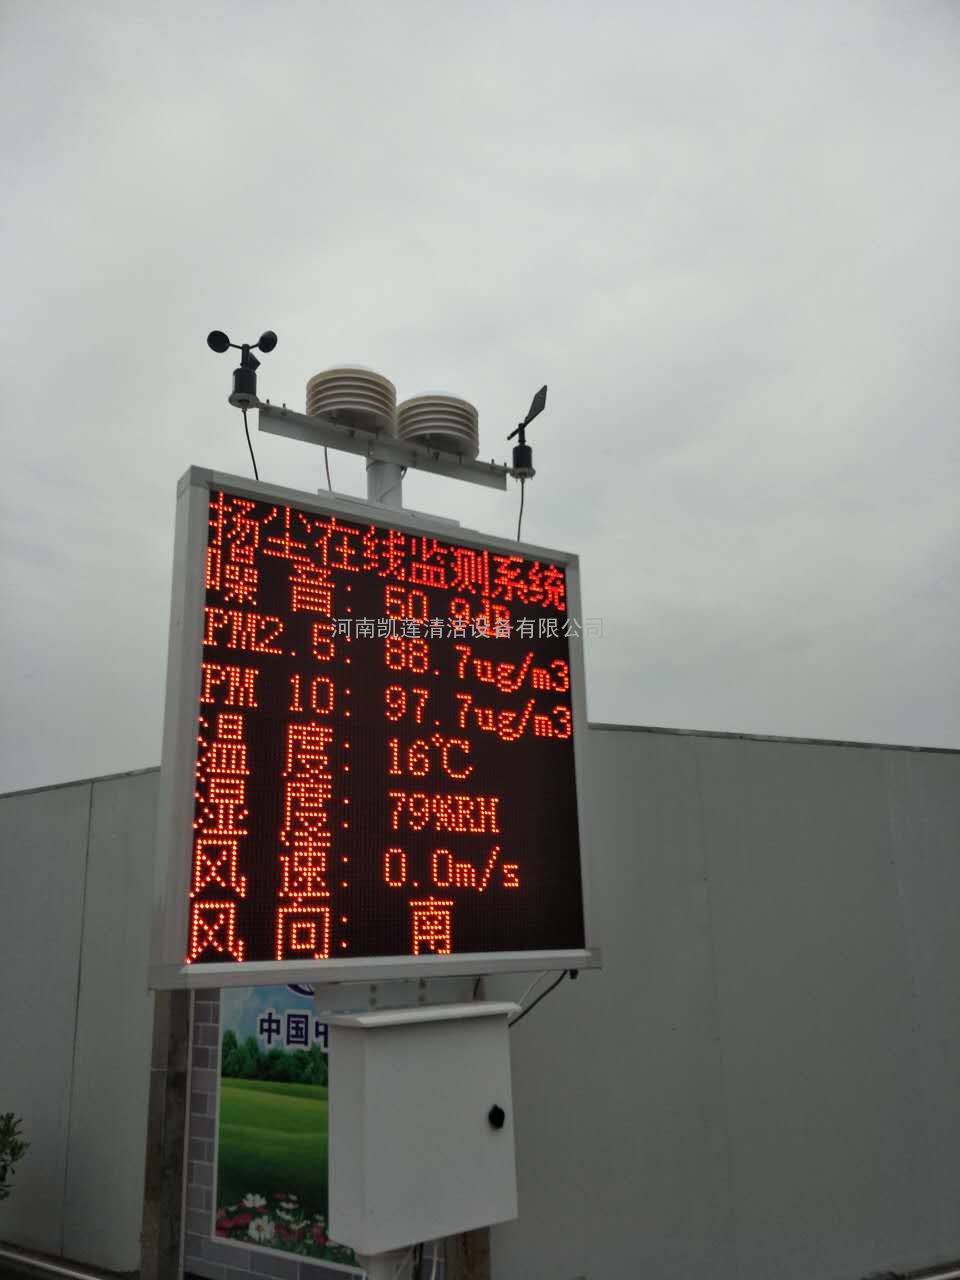 扬尘在线监测系统
噪 音: 50.9dp
河南凯莲清洁设备有限公司
PM2.5: 68.7ug/m3
PM 10: 97.7ug/m3
温 度: 16℃
湿 度: 79%RH
风 速: 0.0m/s
风 向: 南
中国